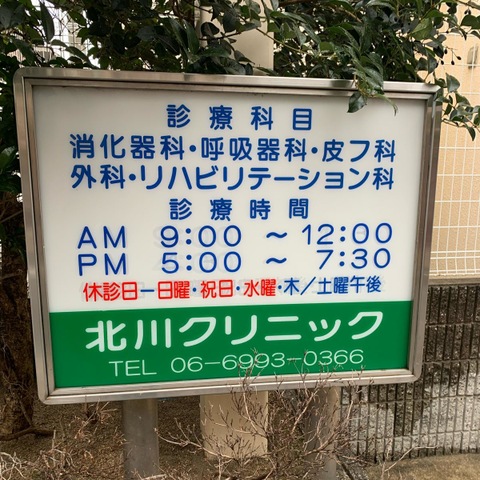 診療科目
消化器科・呼吸器科・皮フ科
外科・リハビリテーション科
診療時間
AM 9:00 ～ 12:00
PM 5:00 ～ 7:30
休診日ー日曜・祝日・水曜・木／土曜午後
北川クリニック
TEL 06-6993-0366